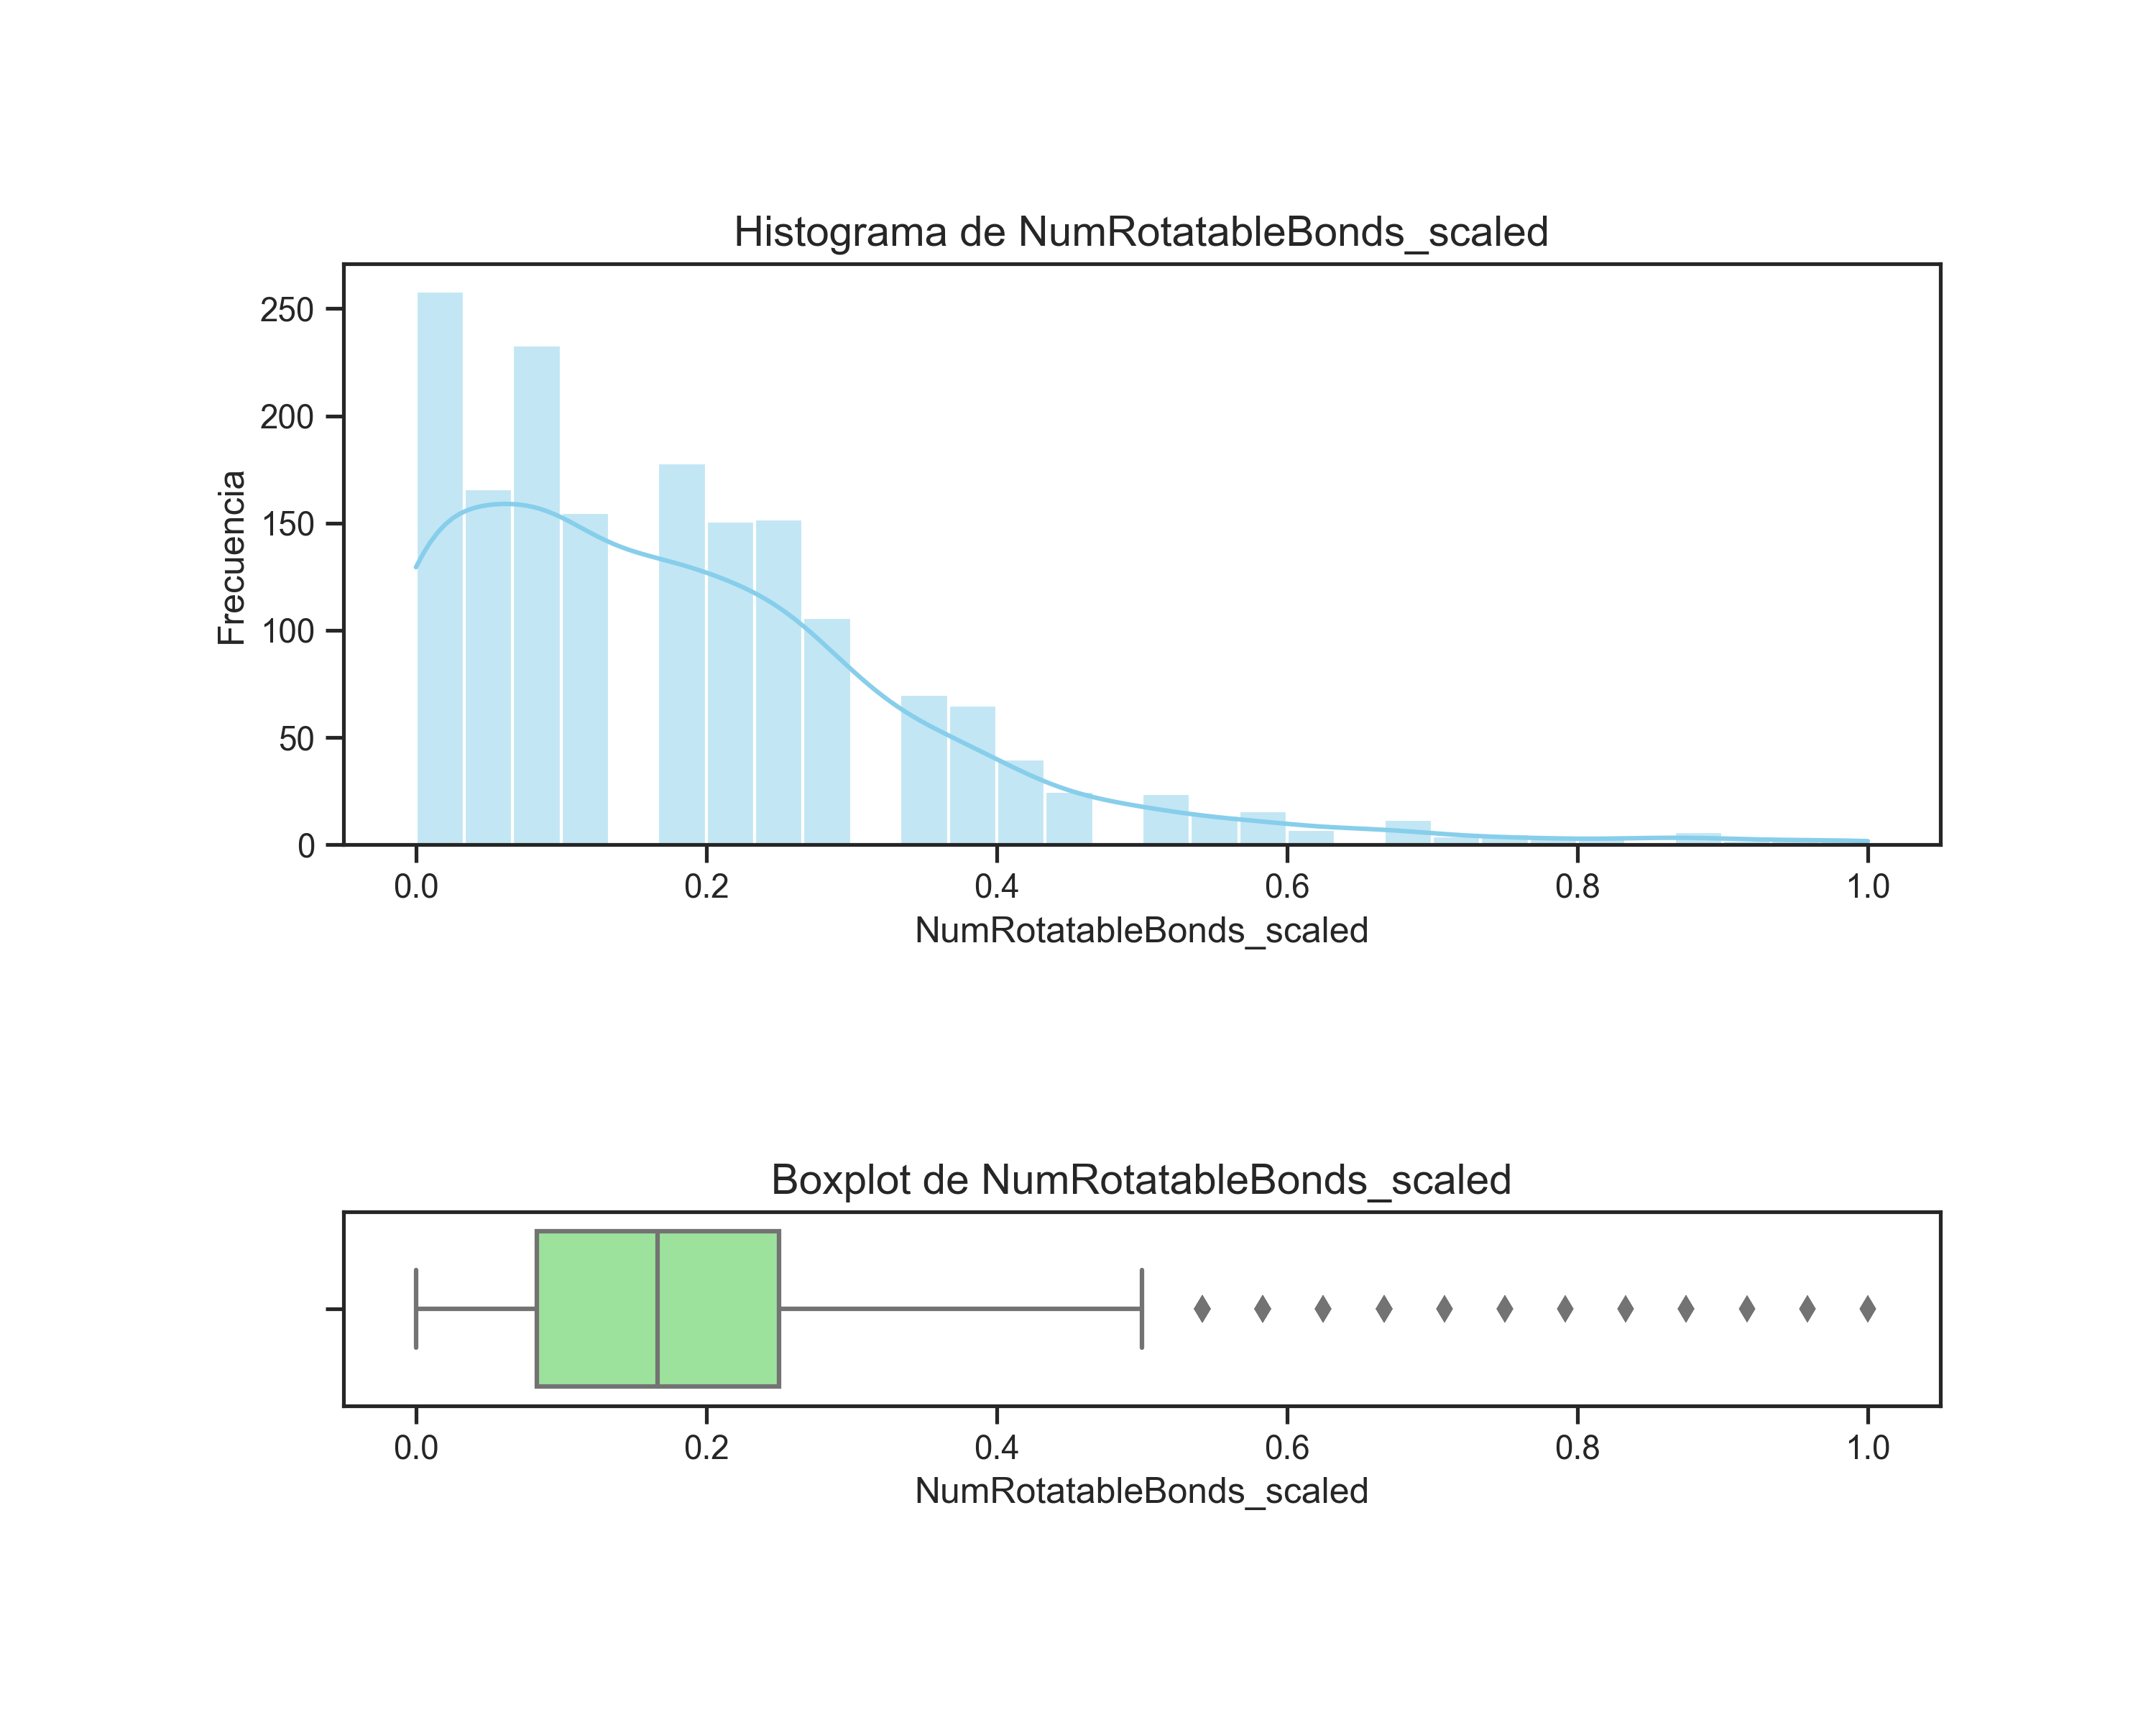 Histograma de NumRotatableBonds_scaled
250
200
150
100
50
0
Frecuencia
0.0 0.2 0.4 0.6 0.8 1.0
NumRotatableBonds_scaled
Boxplot de NumRotatableBonds_scaled
0.0 0.2 0.4 0.6 0.8 1.0
NumRotatableBonds_scaled